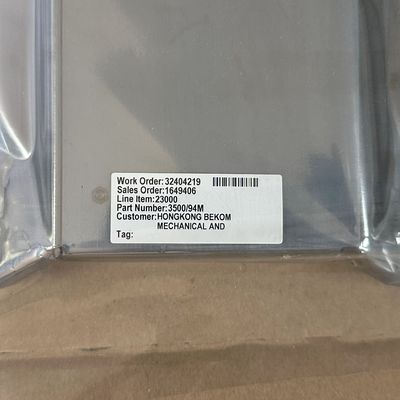 Work Order:32404219
Sales Order:1649406
Line Item:23000
Part Number:3500/94M
Customer:HONGKONG BEKOM
MECHANICAL AND
Tag: